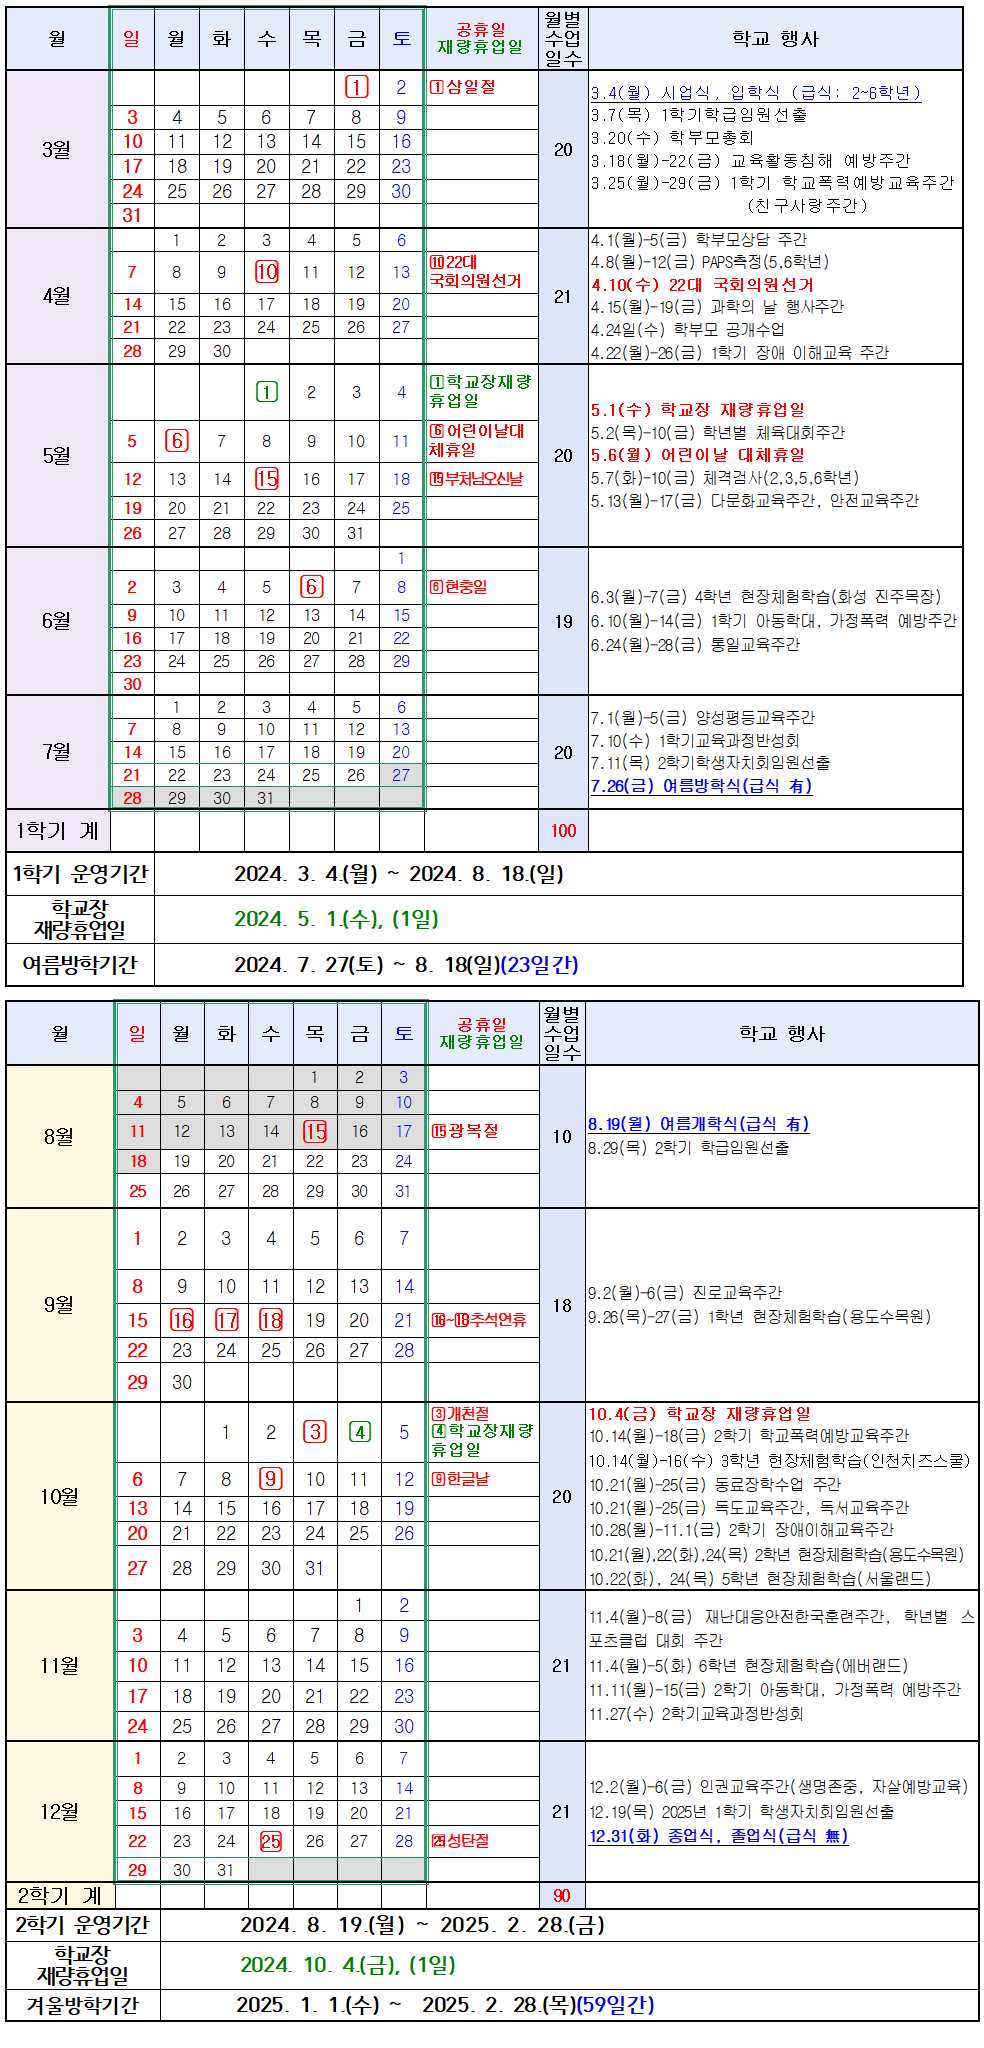 월 일 월 화 수 목 금 토 공휴일 재량휴업일 월별 수업 일수 학교 행사
3월 20
1 2 1삼일절
3 4 5 6 7 8 9
10 11 12 13 14 15 16
17 18 19 20 21 22 23
24 25 26 27 28 29 30
31
3.4(월) 시업식, 입학식 (급식: 2~6학년)
3.7(목) 1학기학급임원선출
3.20(수) 학부모총회
3.18(월)-22(금) 교육활동침해 예방주간
3.25(월)-29(금) 1학기 학교폭력예방교육주간
(친구사랑주간)
4월 21
1 2 3 4 5 6
7 8 9 10 11 12 13 10 22대 국회의원선거
14 15 16 17 18 19 20
21 22 23 24 25 26 27
28 29 30
4.1(월)-5(금) 학부모상담 주간
4.8(월)-12(금) PAPS측정(5,6학년)
4.10(수) 22대 국회의원선거
4.15(월)-19(금) 과학의 날 행사주간
4.24일(수) 학부모 공개수업
4.22(월)-26(금) 1학기 장애 이해교육 주간
5월 20
1 2 3 4 1학교장재량휴업일
5 6 7 8 9 10 11 6어린이날대체휴일
12 13 14 15 16 17 18 15부처님오신날
19 20 21 22 23 24 25
26 27 28 29 30 31
5.1(수) 학교장 재량휴업일
5.2(목)-10(금) 학년별 체육대회주간
5.6(월) 어린이날 대체휴일
5.7(화)-10(금) 체격검사(2,3,5,6학년)
5.13(월)-17(금) 다문화교육주간, 안전교육주간
6월 19
1
2 3 4 5 6 7 8 6현충일
9 10 11 12 13 14 15
16 17 18 19 20 21 22
23 24 25 26 27 28 29
30
6.3(월)-7(금) 4학년 현장체험학습(화성 진주목장)
6.10(월)-14(금) 1학기 아동학대, 가정폭력 예방주간
6.24(월)-28(금) 통일교육주간
7월 20
1 2 3 4 5 6
7 8 9 10 11 12 13
14 15 16 17 18 19 20
21 22 23 24 25 26 27
28 29 30 31
7.1(월)-5(금) 양성평등교육주간
7.10(수) 1학기교육과정반성회
7.11(목) 2학기학생자치회임원선출
7.26(금) 여름방학식(급식 有)
1학기 계 100
1학기 운영기간 2024. 3. 4.(월) ~ 2024. 8. 18.(일)
학교장 재량휴업일 2024. 5. 1.(수), (1일)
여름방학기간 2024. 7. 27(토) ~ 8. 18(일)(23일간)
월 일 월 화 수 목 금 토 공휴일 재량휴업일 월별 수업 일수 학교 행사
8월 10
1 2 3
4 5 6 7 8 9 10
11 12 13 14 15 16 17 15광복절
18 19 20 21 22 23 24
25 26 27 28 29 30 31
8.19(월) 여름개학식(급식 有)
8.29(목) 2학기 학급임원선출
9월 18
1 2 3 4 5 6 7
8 9 10 11 12 13 14
15 16 17 18 19 20 21 16~18추석연휴
22 23 24 25 26 27 28
29 30
9.2(월)-6(금) 진로교육주간
9.26(목)-27(금) 1학년 현장체험학습(용도수목원)
10월 20
1 2 3 4 5 3개천절 4학교장재량휴업일
6 7 8 9 10 11 12 9한글날
13 14 15 16 17 18 19
20 21 22 23 24 25 26
27 28 29 30 31
10.4(금) 학교장 재량휴업일
10.14(월)-18(금) 2학기 학교폭력예방교육주간
10.14(월)-16(수) 3학년 현장체험학습(인천치즈스쿨)
10.21(월)-25(금) 동료장학수업 주간
10.21(월)-25(금) 독도교육주간, 독서교육주간
10.28(월)-11.1(금) 2학기 장애이해교육주간
10.21(월),22(화),24(목) 2학년 현장체험학습(용도수목원)
10.22(화), 24(목) 5학년 현장체험학습(서울랜드)
11월 21
1 2
3 4 5 6 7 8 9
10 11 12 13 14 15 16
17 18 19 20 21 22 23
24 25 26 27 28 29 30
11.4(월)-8(금) 재난대응안전한국훈련주간, 학년별 스
포츠클럽 대회 주간
11.4(월)-5(화) 6학년 현장체험학습(에버랜드)
11.11(월)-15(금) 2학기 아동학대, 가정폭력 예방주간
11.27(수) 2학기교육과정반성회
12월 21
1 2 3 4 5 6 7
8 9 10 11 12 13 14
15 16 17 18 19 20 21
22 23 24 25 26 27 28 25성탄절
29 30 31
12.2(월)-6(금) 인권교육주간(생명존중, 자살예방교육)
12.19(목) 2025년 1학기 학생자치회임원선출
12.31(화) 종업식, 졸업식(급식 無)
2학기 계 90
2학기 운영기간 2024. 8. 19.(월) ~ 2025. 2. 28.(금)
학교장 재량휴업일 2024. 10. 4.(금), (1일)
겨울방학기간 2025. 1. 1.(수) ~ 2025. 2. 28.(목)(59일간)